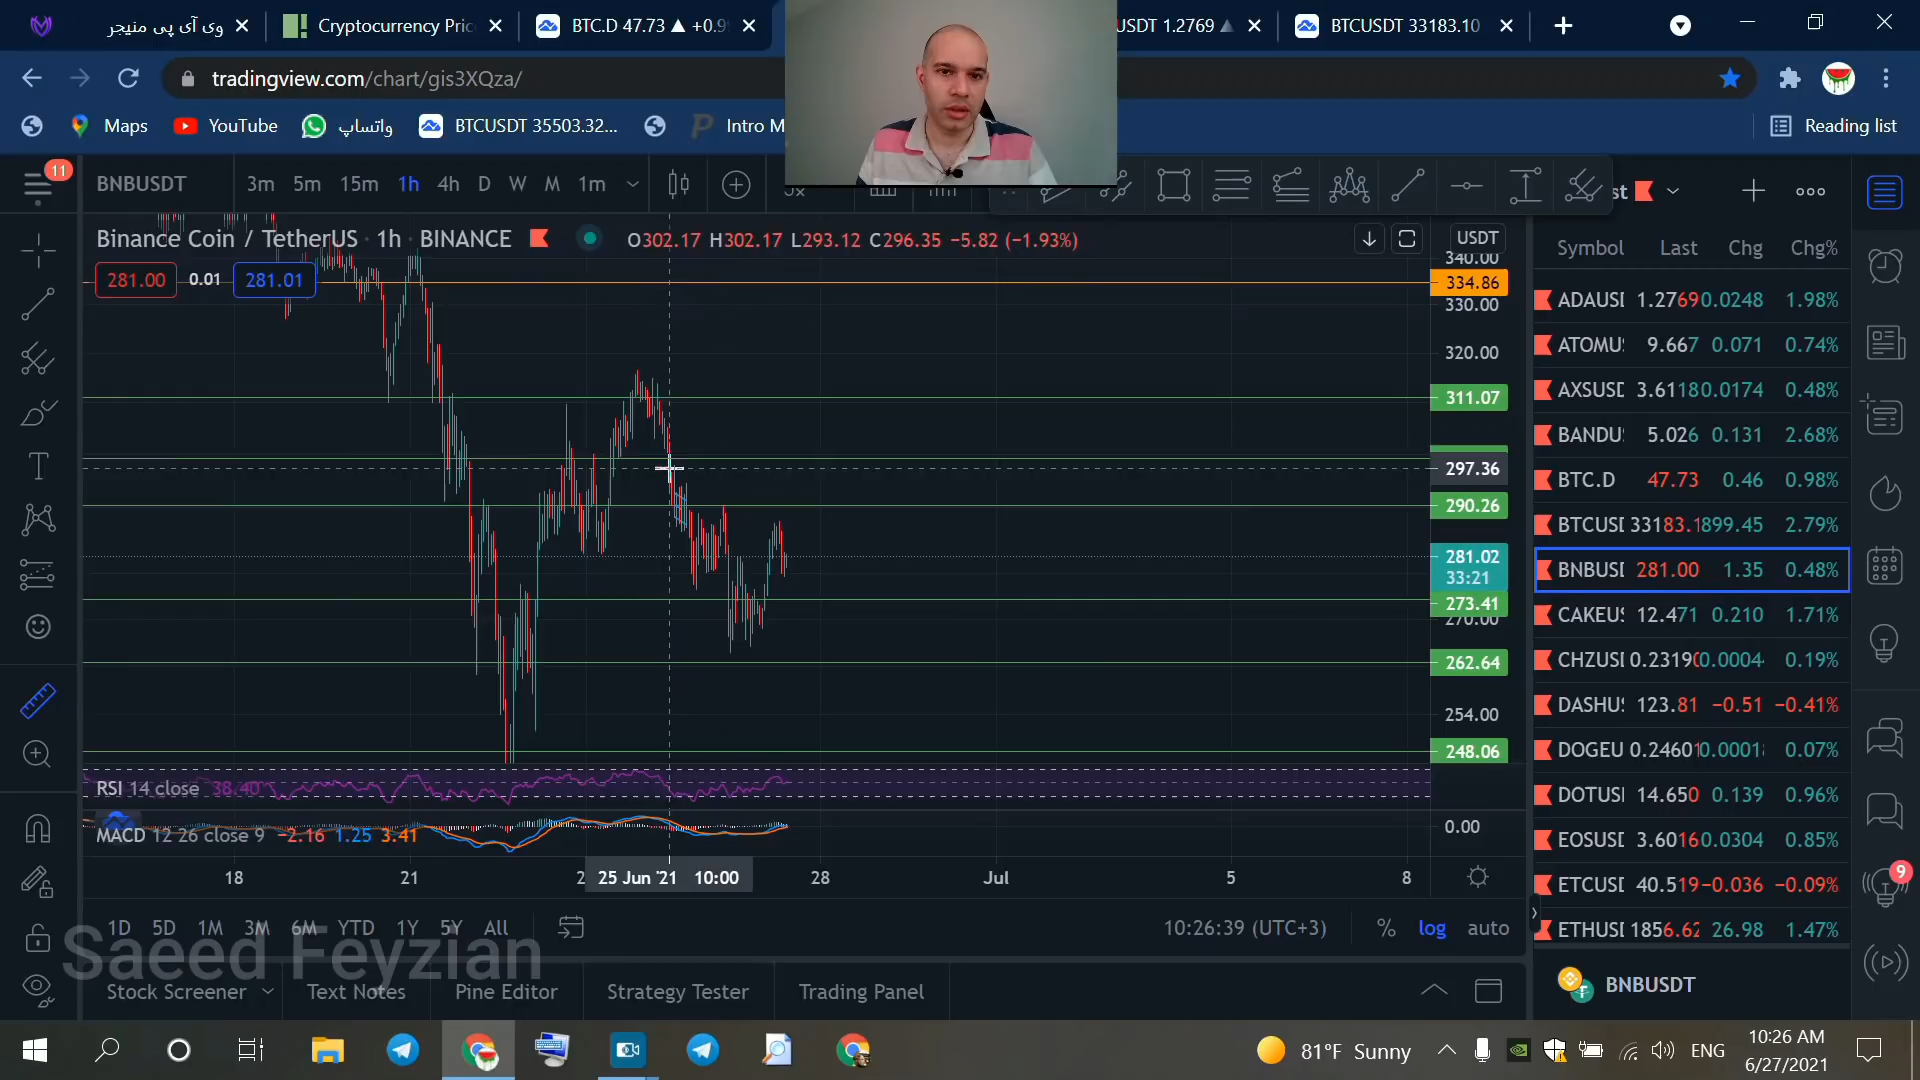 وی آی پی منیجر
Cryptocurrency Pric
BTC.D 47.73 ▲ +0.9
USDT 1.2769 ▲
BTCUSDT 33183.10
tradingview.com/chart/gis3XQza/
Maps
YouTube
واتساپ
BTCUSDT 35503.32...
Intro M
Reading list
11
BNBUSDT
3m 5m 15m 1h 4h D W M 1m
st
Binance Coin / TetherUS · 1h · BINANCE
O302.17 H302.17 L293.12 C296.35 −5.82 (−1.93%)
281.00 0.01 281.01
USDT
340.00
334.86
330.00
320.00
311.07
297.36
290.26
281.02
33:21
273.41
270.00
262.64
254.00
248.06
RSI 14 close 38.40
MACD 12 26 close 9 −2.16 1.25 3.41
0.00
18 21 2 25 Jun '21 10:00 28 Jul 5 8
1D 5D 1M 3M 6M YTD 1Y 5Y All
10:26:39 (UTC+3) % log auto
Saeed Feyzian
Stock Screener Text Notes Pine Editor Strategy Tester Trading Panel
Symbol Last Chg Chg%
ADAUSI 1.2769 0.0248 1.98%
ATOMU 9.667 0.071 0.74%
AXSUSI 3.6118 0.0174 0.48%
BANDU 5.026 0.131 2.68%
BTC.D 47.73 0.46 0.98%
BTCUSI 33183.1 899.45 2.79%
BNBUSI 281.00 1.35 0.48%
CAKEU 12.471 0.210 1.71%
CHZUSI 0.2319 0.0004 0.19%
DASHU 123.81 −0.51 −0.41%
DOGEU 0.2460 0.0001 0.07%
DOTUSI 14.650 0.139 0.96%
EOSUSI 3.6016 0.0304 0.85%
ETCUSI 40.519 −0.036 −0.09%
ETHUSI 1856.62 26.98 1.47%
9
BNBUSDT
81°F Sunny
ENG
10:26 AM
6/27/2021